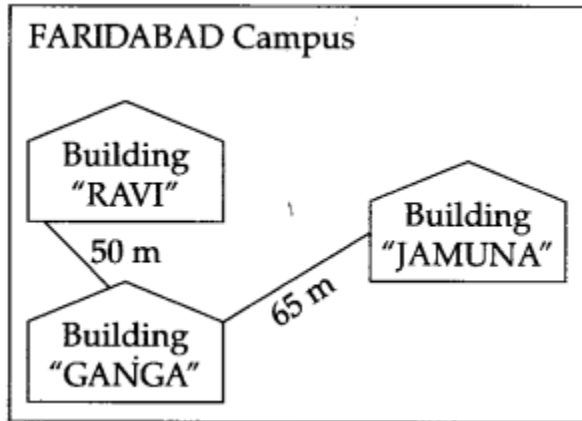 FARIDABAD Campus
Building
"RAVI"
50 m
Building
"JAMUNA"
65 m
Building
"GANGA"